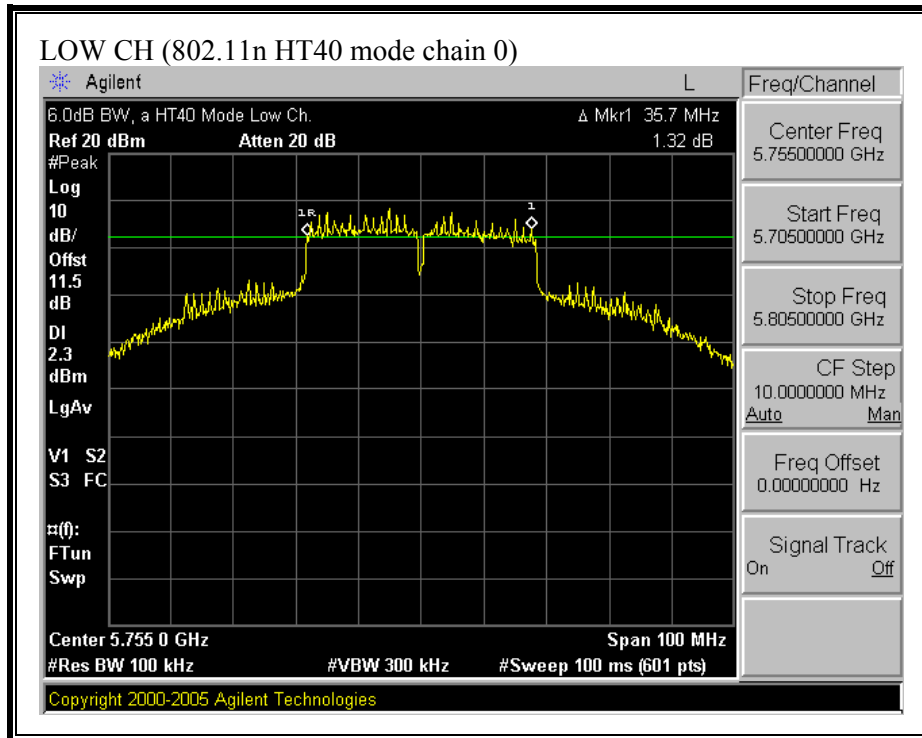 LOW CH (802.11n HT40 mode chain 0)
Agilent L
6.0dB BW, a HT40 Mode Low Ch. Δ Mkr1 35.7 MHz
Ref 20 dBm Atten 20 dB 1.32 dB
#Peak
Log
10
dB/
Offst
11.5
dB
DI
2.3
dBm
LgAv
V1 S2
S3 FC
¤(f):
FTun
Swp
1R
1
Center 5.755 0 GHz Span 100 MHz
#Res BW 100 kHz #VBW 300 kHz #Sweep 100 ms (601 pts)
Copyright 2000-2005 Agilent Technologies
Freq/Channel
Center Freq
5.75500000 GHz
Start Freq
5.70500000 GHz
Stop Freq
5.80500000 GHz
CF Step
10.0000000 MHz
Auto Man
Freq Offset
0.00000000 Hz
Signal Track
On Off